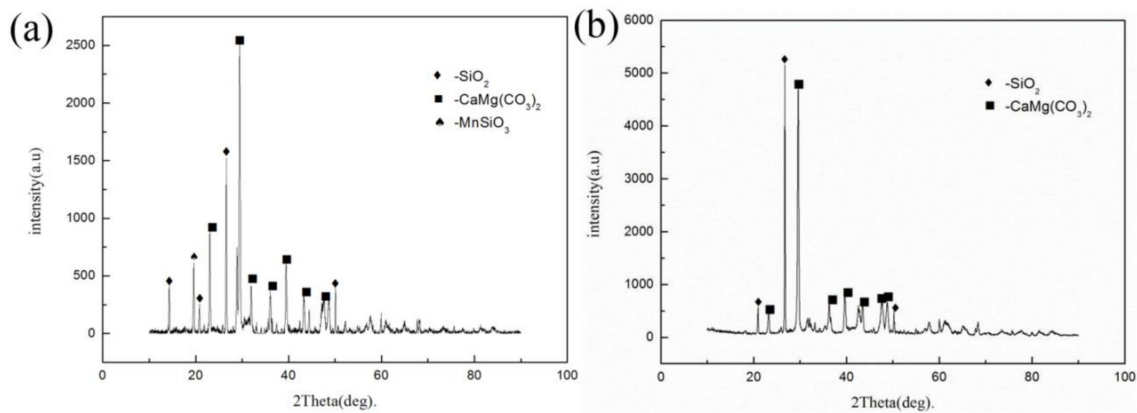 (a)
2500
2000
1500
1000
500
0
0 20 40 60 80 100
intensity(a.u)
2Theta(deg).
♦ -SiO₂
■ -CaMg(CO₃)₂
♠ -MnSiO₃
(b)
6000
5000
4000
3000
2000
1000
0
0 20 40 60 80 100
intensity(a.u)
2Theta(deg).
♦ -SiO₂
■ -CaMg(CO₃)₂